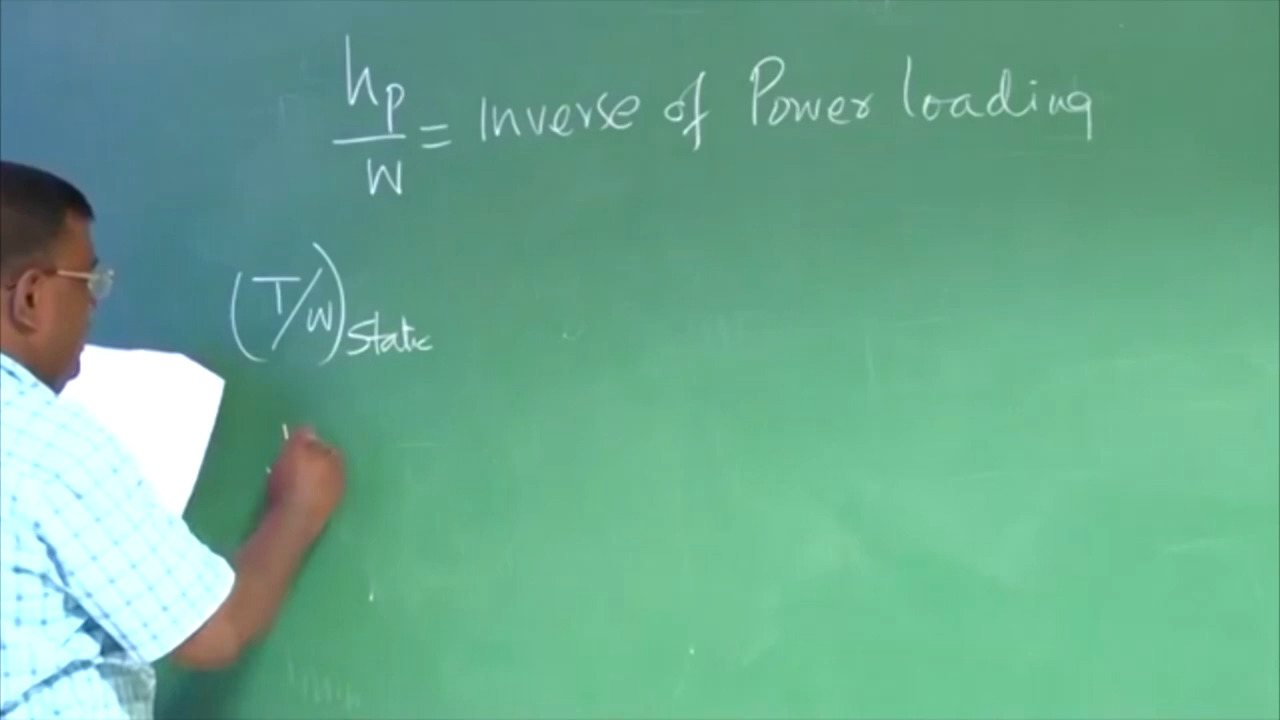 hp/W = Inverse of Power loading
(T/W)Static